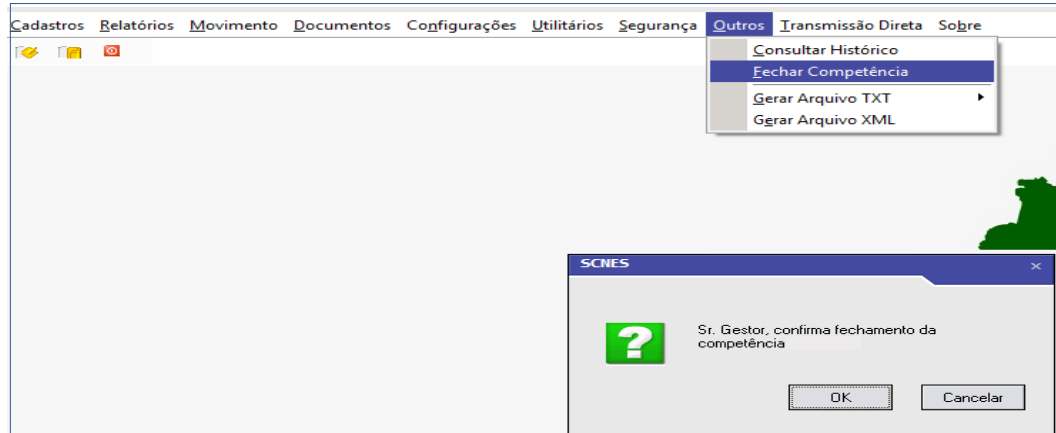 Cadastros Relatórios Movimento Documentos Configurações Utilitários Segurança Outros Transmissão Direta Sobre
Consultar Histórico
Fechar Competência
Gerar Arquivo TXT
Gerar Arquivo XML
SCNES
Sr. Gestor, confirma fechamento da
competência
OK Cancelar